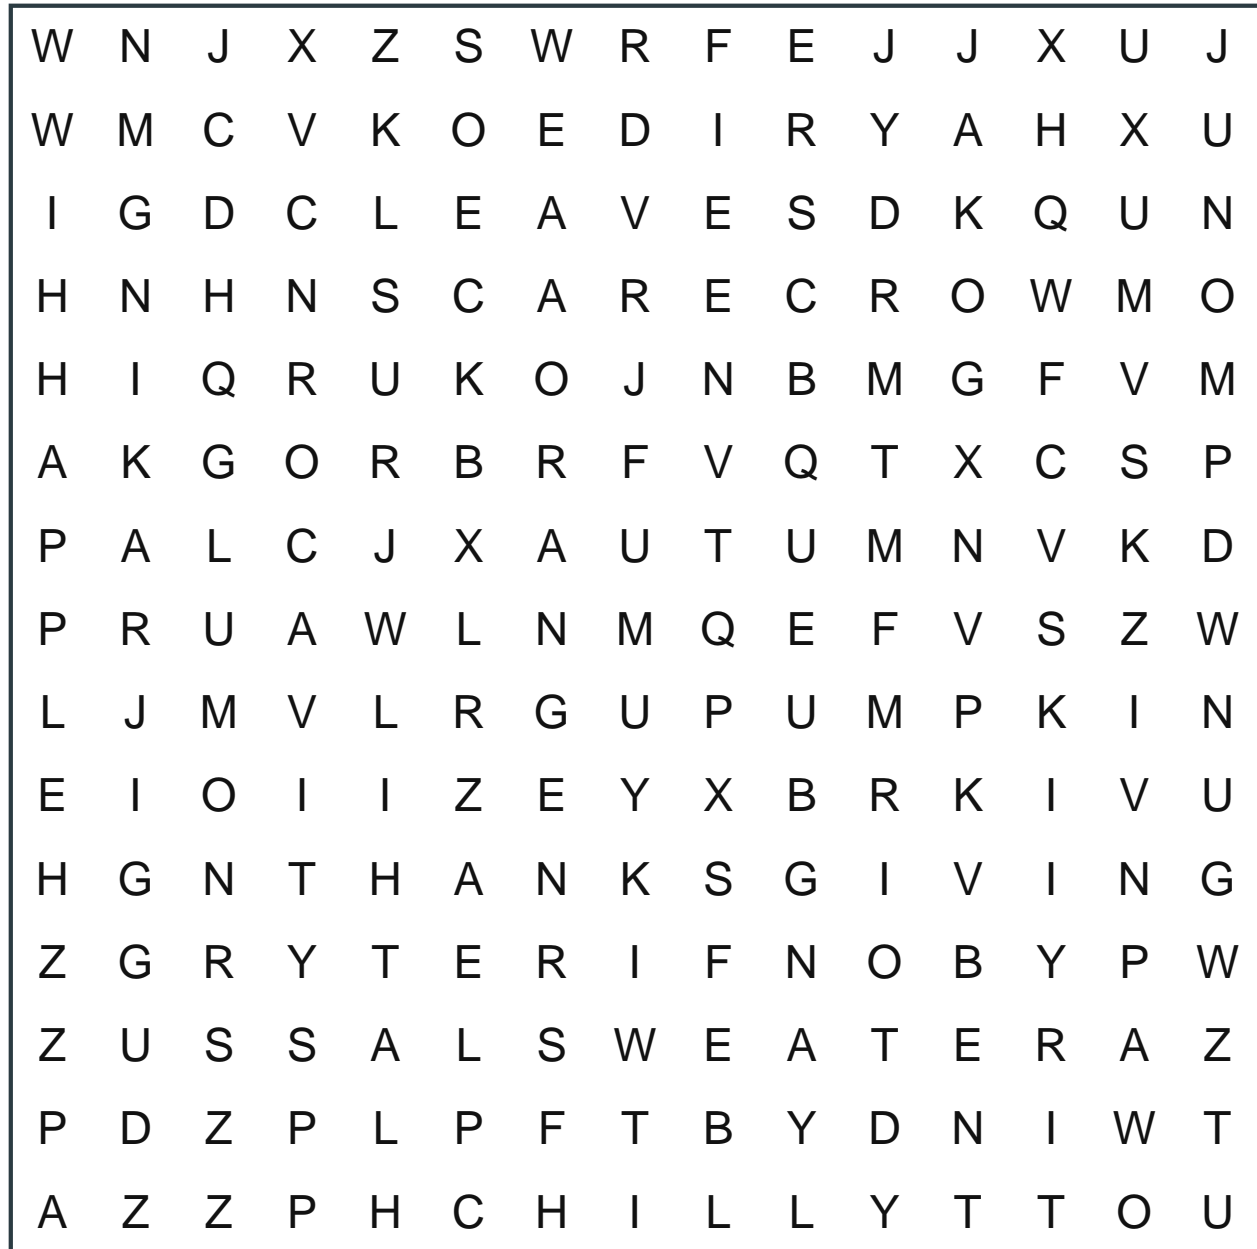 W N J X Z S W R F E J J X U J
W M C V K O E D I R Y A H X U
I G D C L E A V E S D K Q U N
H N H N S C A R E C R O W M O
H I Q R U K O J N B M G F V M
A K G O R B R F V Q T X C S P
P A L C J X A U T U M N V K D
P R U A W L N M Q E F V S Z W
L J M V L R G U P U M P K I N
E I O I I Z E Y X B R K I V U
H G N T H A N K S G I V I N G
Z G R Y T E R I F N O B Y P W
Z U S S A L S W E A T E R A Z
P D Z P L P F T B Y D N I W T
A Z Z P H C H I L L Y T T O U